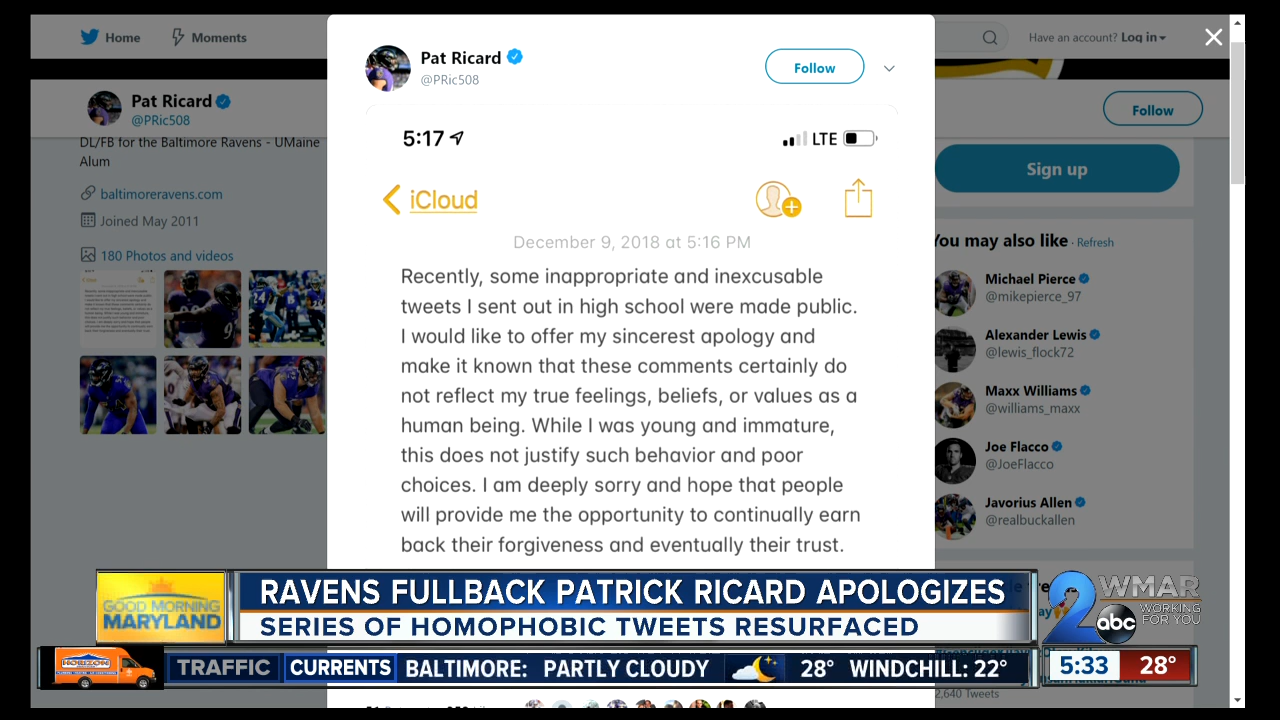 Home
Moments
Have an account? Log in
Pat Ricard
@PRic508
DL/FB for the Baltimore Ravens - UMaine
Alum
baltimoreravens.com
Joined May 2011
180 Photos and videos
Pat Ricard
@PRic508
Follow
5:17
LTE
iCloud
December 9, 2018 at 5:16 PM
Recently, some inappropriate and inexcusable
tweets I sent out in high school were made public.
I would like to offer my sincerest apology and
make it known that these comments certainly do
not reflect my true feelings, beliefs, or values as a
human being. While I was young and immature,
this does not justify such behavior and poor
choices. I am deeply sorry and hope that people
will provide me the opportunity to continually earn
back their forgiveness and eventually their trust.
Follow
Sign up
You may also like · Refresh
Michael Pierce
@mikepierce_97
Alexander Lewis
@lewis_flock72
Maxx Williams
@williams_maxx
Joe Flacco
@JoeFlacco
Javorius Allen
@realbuckallen
GOOD MORNING
MARYLAND
RAVENS FULLBACK PATRICK RICARD APOLOGIZES
SERIES OF HOMOPHOBIC TWEETS RESURFACED
2 WMAR
abc WORKING
FOR YOU
HORIZON
TRAFFIC CURRENTS BALTIMORE: PARTLY CLOUDY 28° WINDCHILL: 22°
5:33 28°
2,640 Tweets